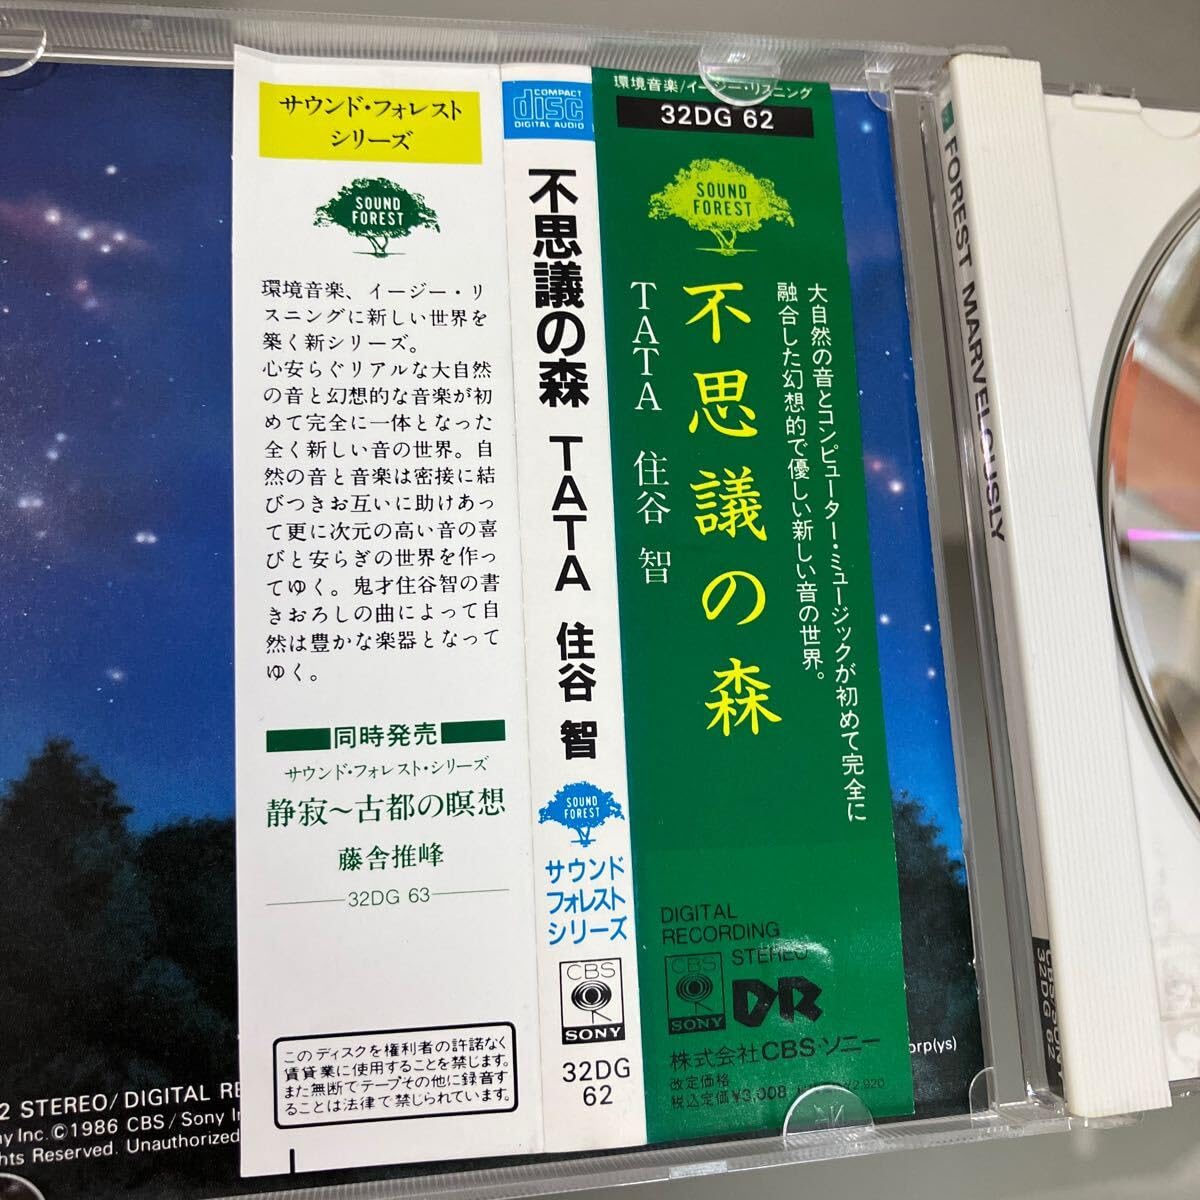 サウンド・フォレスト
シリーズ
SOUND
FOREST
環境音楽、イージー・リ
スニングに新しい世界を
築く新シリーズ。
心安らぐリアルな大自然
の音と幻想的な音楽が初
めて完全に一体となった
全く新しい音の世界。自
然の音と音楽は密接に結
びつきお互いに助けあっ
て更に次元の高い音の喜
びと安らぎの世界を作っ
てゆく。鬼才住谷智の書
きおろしの曲によって自
然は豊かな楽器となって
ゆく。
同時発売
サウンド・フォレスト・シリーズ
静寂〜古都の瞑想
藤舎推峰
32DG 63
このディスクを権利者の許諾なく
賃貸業に使用することを禁じます。
また無断でテープその他に録音す
ることは法律で禁じられています。
COMPACT
disc
DIGITAL AUDIO
不思議の森 TATA 住谷 智
SOUND
FOREST
サウンド
フォレスト
シリーズ
CBS
SONY
32DG
62
環境音楽/イージー・リスニング
32DG 62
SOUND
FOREST
大自然の音とコンピューター・ミュージックが初めて完全に
融合した幻想的で優しい新しい音の世界。
不思議の森
TATA 住谷 智
DIGITAL
RECORDING
STEREO
CBS
SONY
DR
株式会社CBS・ソニー
改定価格
税込定価¥3,008
¥2,920
orp(ys)
2 STEREO/DIGITAL RE
ny Inc.©1986 CBS/Sony In
hts Reserved. Unauthorized
FOREST MARVELOUSLY
CBS/SONY
32DG 62